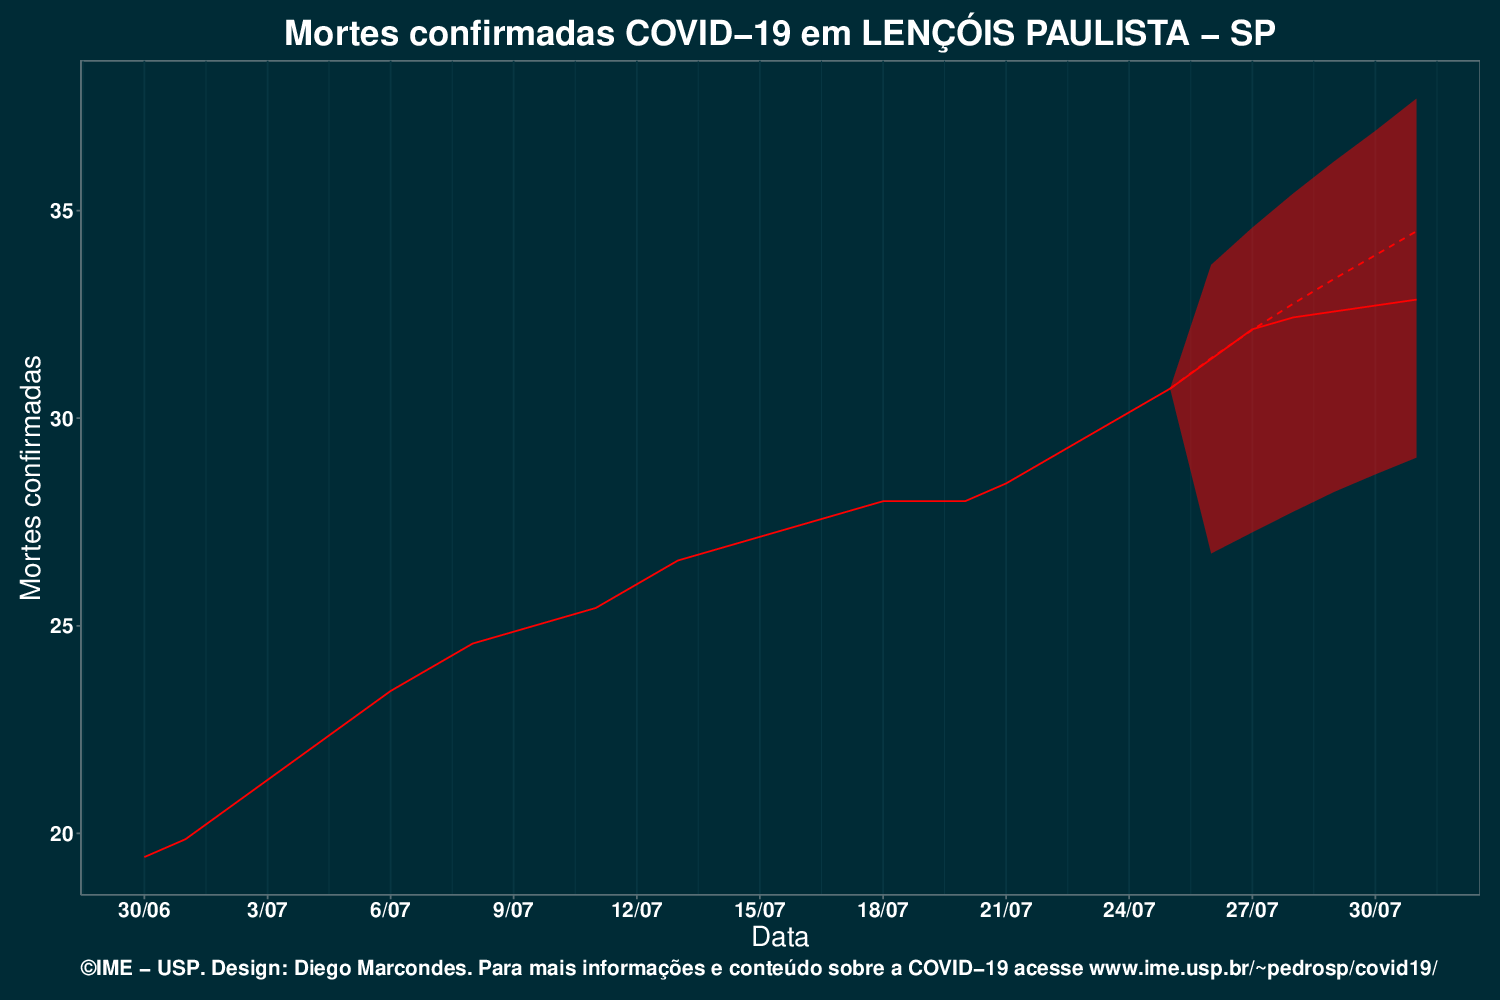 Mortes confirmadas COVID−19 em LENÇÓIS PAULISTA − SP
Mortes confirmadas
35
30
25
20
30/06 3/07 6/07 9/07 12/07 15/07 18/07 21/07 24/07 27/07 30/07
Data
©IME − USP. Design: Diego Marcondes. Para mais informações e conteúdo sobre a COVID−19 acesse www.ime.usp.br/~pedrosp/covid19/